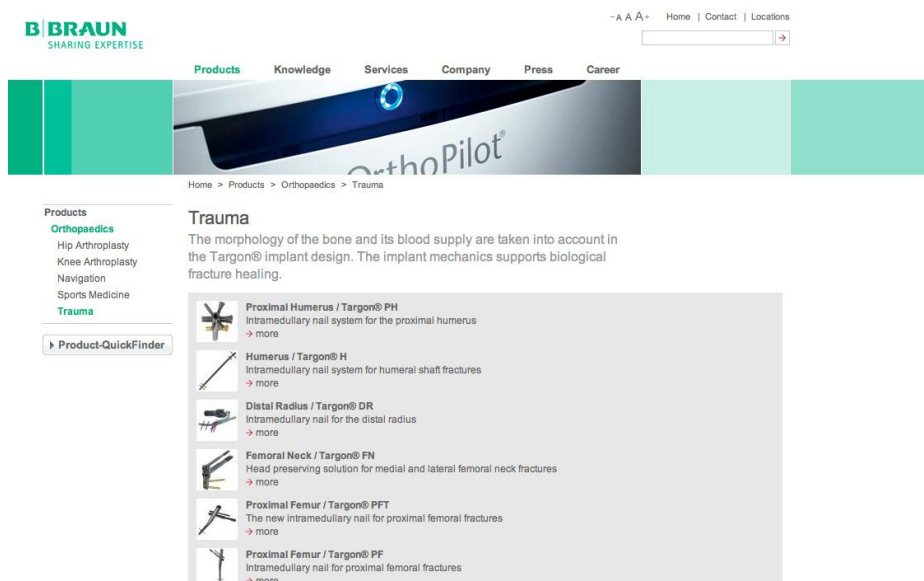 - A A A + Home | Contact | Locations
B|BRAUN
SHARING EXPERTISE
Products Knowledge Services Company Press Career
OrthoPilot®
Home > Products > Orthopaedics > Trauma
Products
Orthopaedics
Hip Arthroplasty
Knee Arthroplasty
Navigation
Sports Medicine
Trauma
Product-QuickFinder
Trauma
The morphology of the bone and its blood supply are taken into account in
the Targon® implant design. The implant mechanics supports biological
fracture healing.
Proximal Humerus / Targon® PH
Intramedullary nail system for the proximal humerus
→ more
Humerus / Targon® H
Intramedullary nail system for humeral shaft fractures
→ more
Distal Radius / Targon® DR
Intramedullary nail for the distal radius
→ more
Femoral Neck / Targon® FN
Head preserving solution for medial and lateral femoral neck fractures
→ more
Proximal Femur / Targon® PFT
The new intramedullary nail for proximal femoral fractures
→ more
Proximal Femur / Targon® PF
Intramedullary nail for proximal femoral fractures
→ more